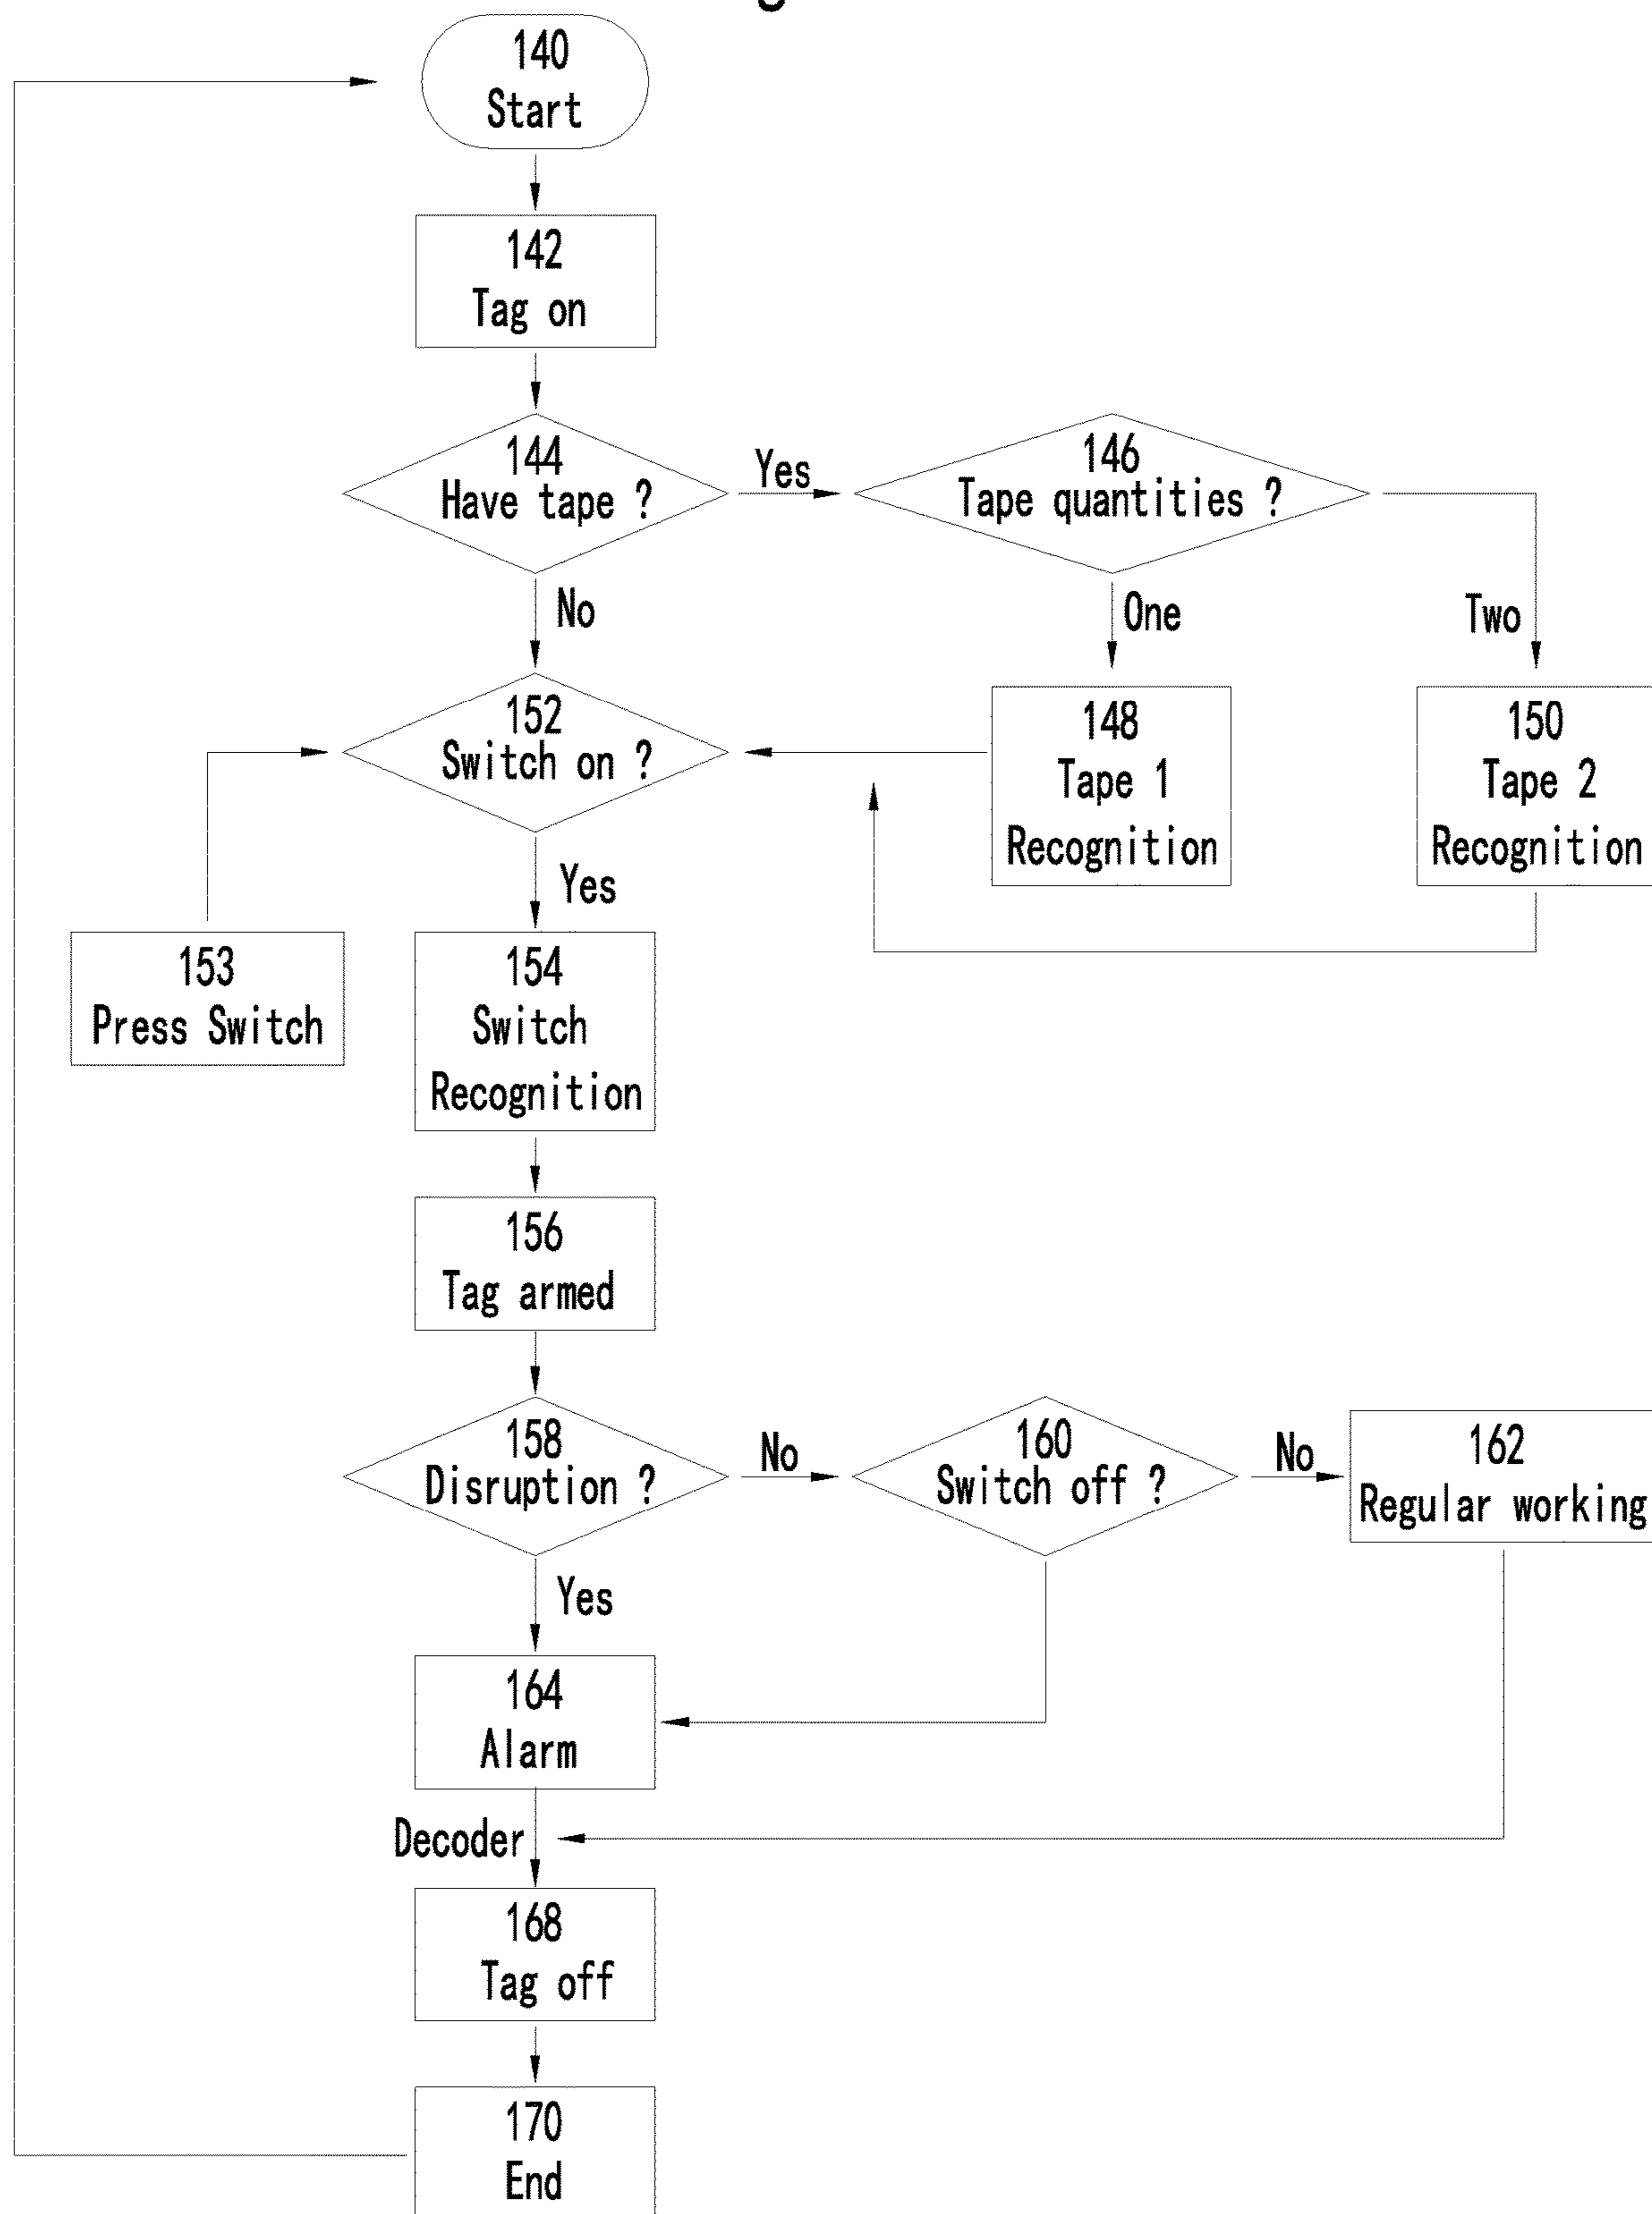 140
Start
142
Tag on
144
Have tape ?
Yes
146
Tape quantities ?
No
One
Two
152
Switch on ?
148
Tape 1
Recognition
150
Tape 2
Recognition
Yes
153
Press Switch
154
Switch
Recognition
156
Tag armed
158
Disruption ?
No
160
Switch off ?
No
162
Regular working
Yes
164
Alarm
Decoder
168
Tag off
170
End